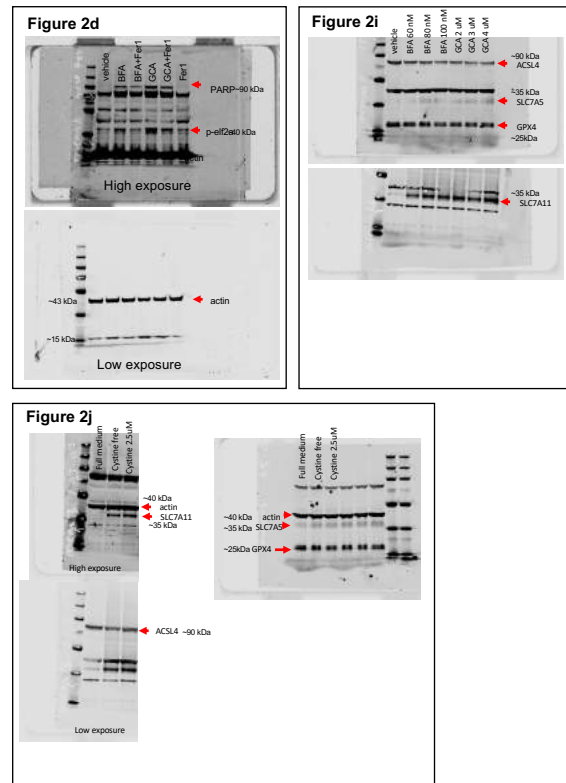 Figure 2d
vehicle
BFA
BFA+Fer1
GCA
GCA+Fer1
Fer1
PARP~90 kDa
p-eIf2a~40 kDa
High exposure
~43 kDa
actin
~15 kDa
Low exposure
Figure 2i
vehicle
BFA 60 nM
BFA 80 nM
BFA 100 nM
GCA 2 uM
GCA 3 uM
GCA 4 uM
~90 kDa
ACSL4
~35 kDa
SLC7A5
GPX4
~25kDa
~35 kDa
SLC7A11
Figure 2j
Full medium
Cystine free
Cystine 2.5uM
~40 kDa
actin
SLC7A11
~35 kDa
High exposure
ACSL4 ~90 kDa
Low exposure
Full medium
Cystine free
Cystine 2.5uM
~40 kDa actin
~35 kDa SLC7A5
~25kDa GPX4